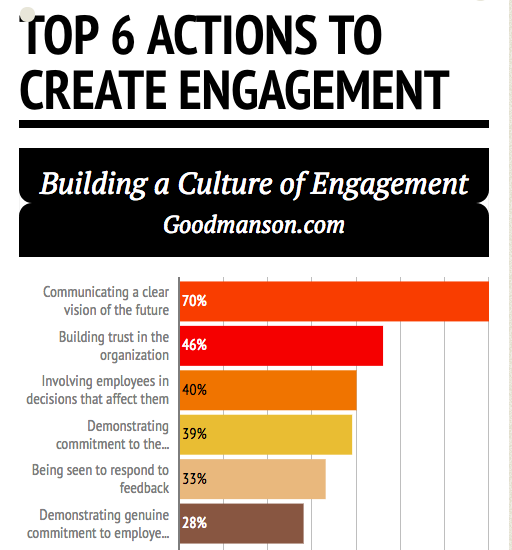 TOP 6 ACTIONS TO
CREATE ENGAGEMENT
Building a Culture of Engagement
Goodmanson.com
Communicating a clear
vision of the future
70%
Building trust in the
organization
46%
Involving employees in
decisions that affect them
40%
Demonstrating
commitment to the...
39%
Being seen to respond to
feedback
33%
Demonstrating genuine
commitment to employe...
28%